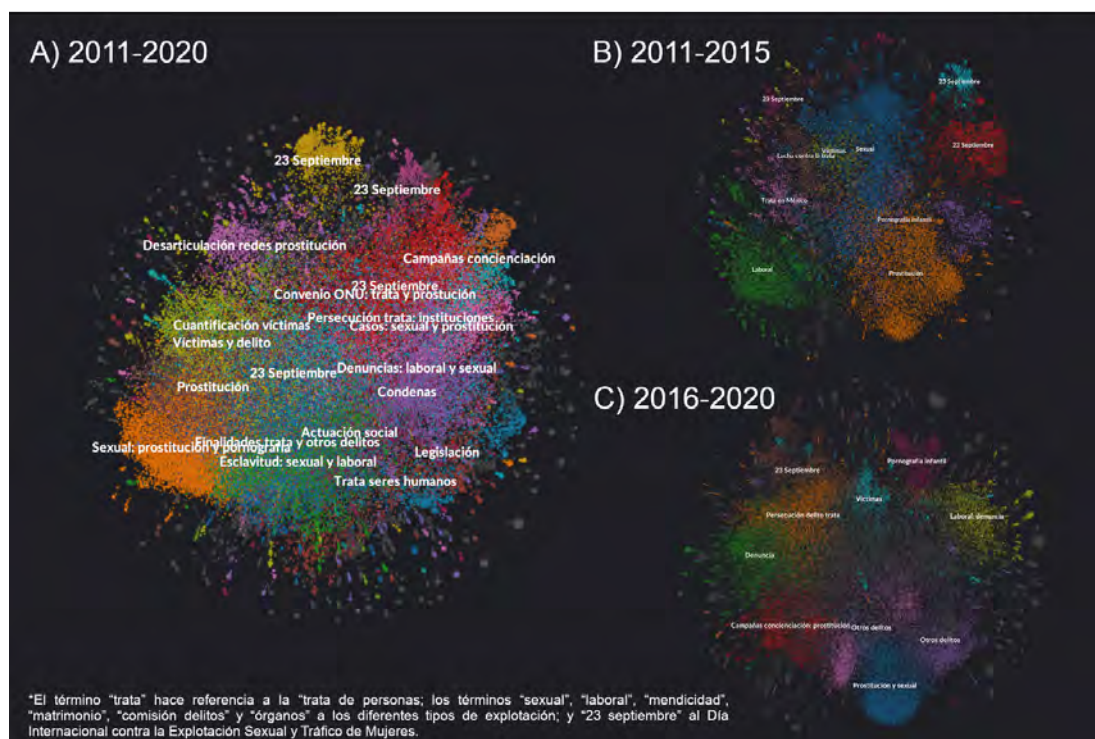 A) 2011-2020
23 Septiembre
23 Septiembre
Desarticulación redes prostitución
Campañas concienciación
23 Septiembre
Convenio ONU: trata y prostución
Persecución trata: instituciones
Cuantificación víctimas
Casos: sexual y prostitución
Víctimas y delito
23 Septiembre
Denuncias: laboral y sexual
Prostitución
Condenas
Actuación social
Sexual: prostitución y pornografía
Finalidades trata y otros delitos
Legislación
Esclavitud: sexual y laboral
Trata seres humanos
B) 2011-2015
23 Septiembre
23 Septiembre
23 Septiembre
Víctimas
Sexual
Lucha contra la trata
Trata en México
Pornografía infantil
Laboral
Prostitución
C) 2016-2020
Pornografía infantil
23 Septiembre
Víctimas
Persecución delito trata
Laboral: denuncia
Denuncia
Campañas concienciación: prostitución
Otros delitos
Otros delitos
Prostitución y sexual
*El término “trata” hace referencia a la “trata de personas; los términos “sexual”, “laboral”, “mendicidad”,
“matrimonio”, “comisión delitos” y “órganos” a los diferentes tipos de explotación; y “23 septiembre” al Día
Internacional contra la Explotación Sexual y Tráfico de Mujeres.